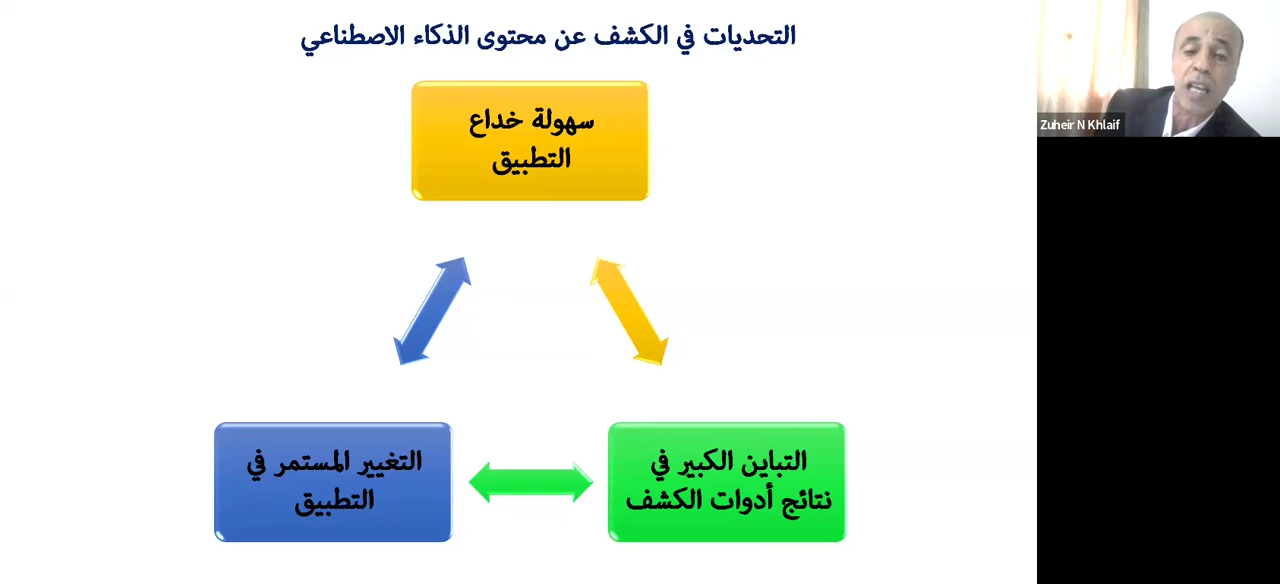 التحديات في الكشف عن محتوى الذكاء الاصطناعي
Zuheir N Khlaif
سهولة خداع
التطبيق
التباين الكبير في
نتائج أدوات الكشف
التغيير المستمر في
التطبيق